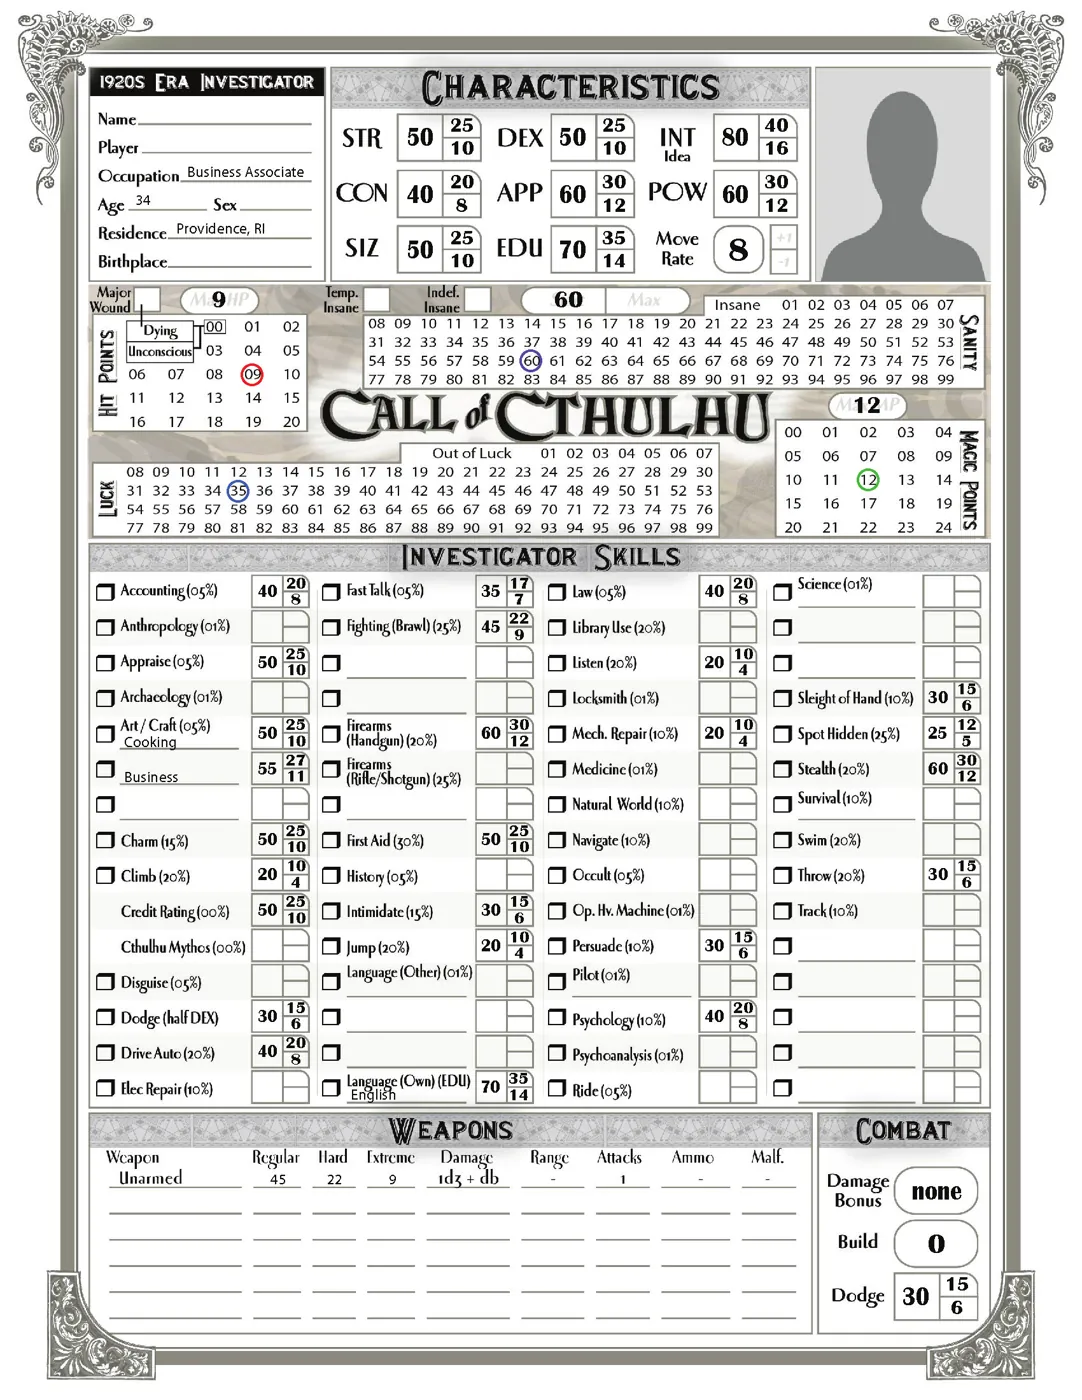 1920s Era Investigator
Name
Player
Occupation Business Associate
Age 34 Sex
Residence Providence, RI
Birthplace
Characteristics
STR 50 25 10 DEX 50 25 10 INT Idea 80 40 16
CON 40 20 8 APP 60 30 12 POW 60 30 12
SIZ 50 25 10 EDU 70 35 14 Move Rate 8 +1 -1
Major Wound 9
Hit Points
Dying 00 01 02
Unconscious 03 04 05
06 07 08 09 10
11 12 13 14 15
16 17 18 19 20
Temp. Insane Indef. Insane 60 Max
Sanity
Insane 01 02 03 04 05 06 07
08 09 10 11 12 13 14 15 16 17 18 19 20 21 22 23 24 25 26 27 28 29 30
31 32 33 34 35 36 37 38 39 40 41 42 43 44 45 46 47 48 49 50 51 52 53
54 55 56 57 58 59 60 61 62 63 64 65 66 67 68 69 70 71 72 73 74 75 76
77 78 79 80 81 82 83 84 85 86 87 88 89 90 91 92 93 94 95 96 97 98 99
Call of Cthulhu
12
Magic Points
00 01 02 03 04
05 06 07 08 09
10 11 12 13 14
15 16 17 18 19
20 21 22 23 24
Luck
Out of Luck 01 02 03 04 05 06 07
08 09 10 11 12 13 14 15 16 17 18 19 20 21 22 23 24 25 26 27 28 29 30
31 32 33 34 35 36 37 38 39 40 41 42 43 44 45 46 47 48 49 50 51 52 53
54 55 56 57 58 59 60 61 62 63 64 65 66 67 68 69 70 71 72 73 74 75 76
77 78 79 80 81 82 83 84 85 86 87 88 89 90 91 92 93 94 95 96 97 98 99
Investigator Skills
Accounting (05%) 40 20 8
Anthropology (01%)
Appraise (05%) 50 25 10
Archaeology (01%)
Art / Craft (05%)
Cooking 50 25 10
Business 55 27 11
Charm (15%) 50 25 10
Climb (20%) 20 10 4
Credit Rating (00%) 50 25 10
Cthulhu Mythos (00%)
Disguise (05%)
Dodge (half DEX) 30 15 6
Drive Auto (20%) 40 20 8
Elec Repair (10%)
Fast Talk (05%) 35 17 7
Fighting (Brawl) (25%) 45 22 9
Firearms
(Handgun) (20%) 60 30 12
Firearms
(Rifle/Shotgun) (25%)
First Aid (30%) 50 25 10
History (05%)
Intimidate (15%) 30 15 6
Jump (20%) 20 10 4
Language (Other) (01%)
Language (Own) (EDU)
English 70 35 14
Law (05%) 40 20 8
Library Use (20%)
Listen (20%) 20 10 4
Locksmith (01%)
Mech. Repair (10%) 20 10 4
Medicine (01%)
Natural World (10%)
Navigate (10%)
Occult (05%)
Op. Hv. Machine (01%)
Persuade (10%) 30 15 6
Pilot (01%)
Psychology (10%) 40 20 8
Psychoanalysis (01%)
Ride (05%)
Science (01%)
Sleight of Hand (10%) 30 15 6
Spot Hidden (25%) 25 12 5
Stealth (20%) 60 30 12
Survival (10%)
Swim (20%)
Throw (20%) 30 15 6
Track (10%)
Weapons
Weapon Regular Hard Extreme Damage Range Attacks Ammo Malf.
Unarmed 45 22 9 1d3 + db - 1 - -
Combat
Damage Bonus none
Build 0
Dodge 30 15 6